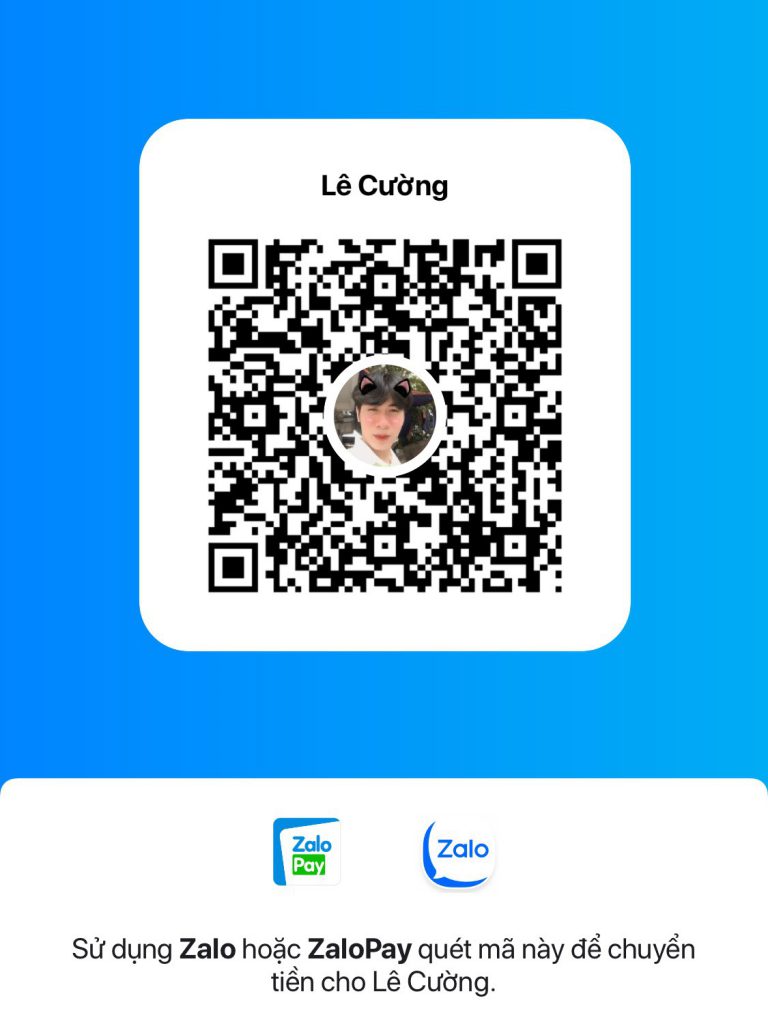 Lê Cường
Zalo
Pay
Zalo
Sử dụng Zalo hoặc ZaloPay quét mã này để chuyển
tiền cho Lê Cường.